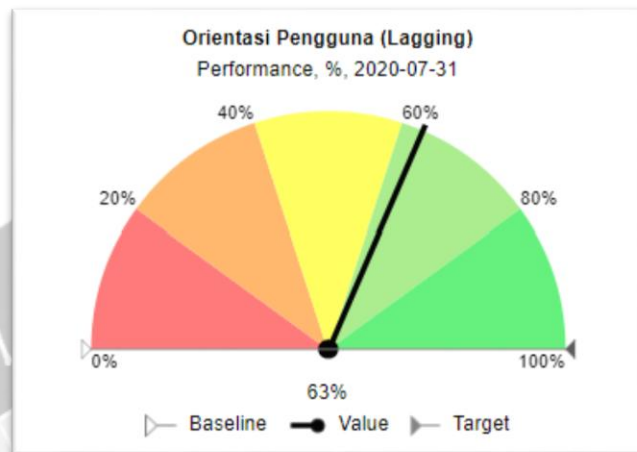 Orientasi Pengguna (Lagging)
Performance, %, 2020-07-31
40% 60%
20% 80%
0% 100%
63%
Baseline Value Target